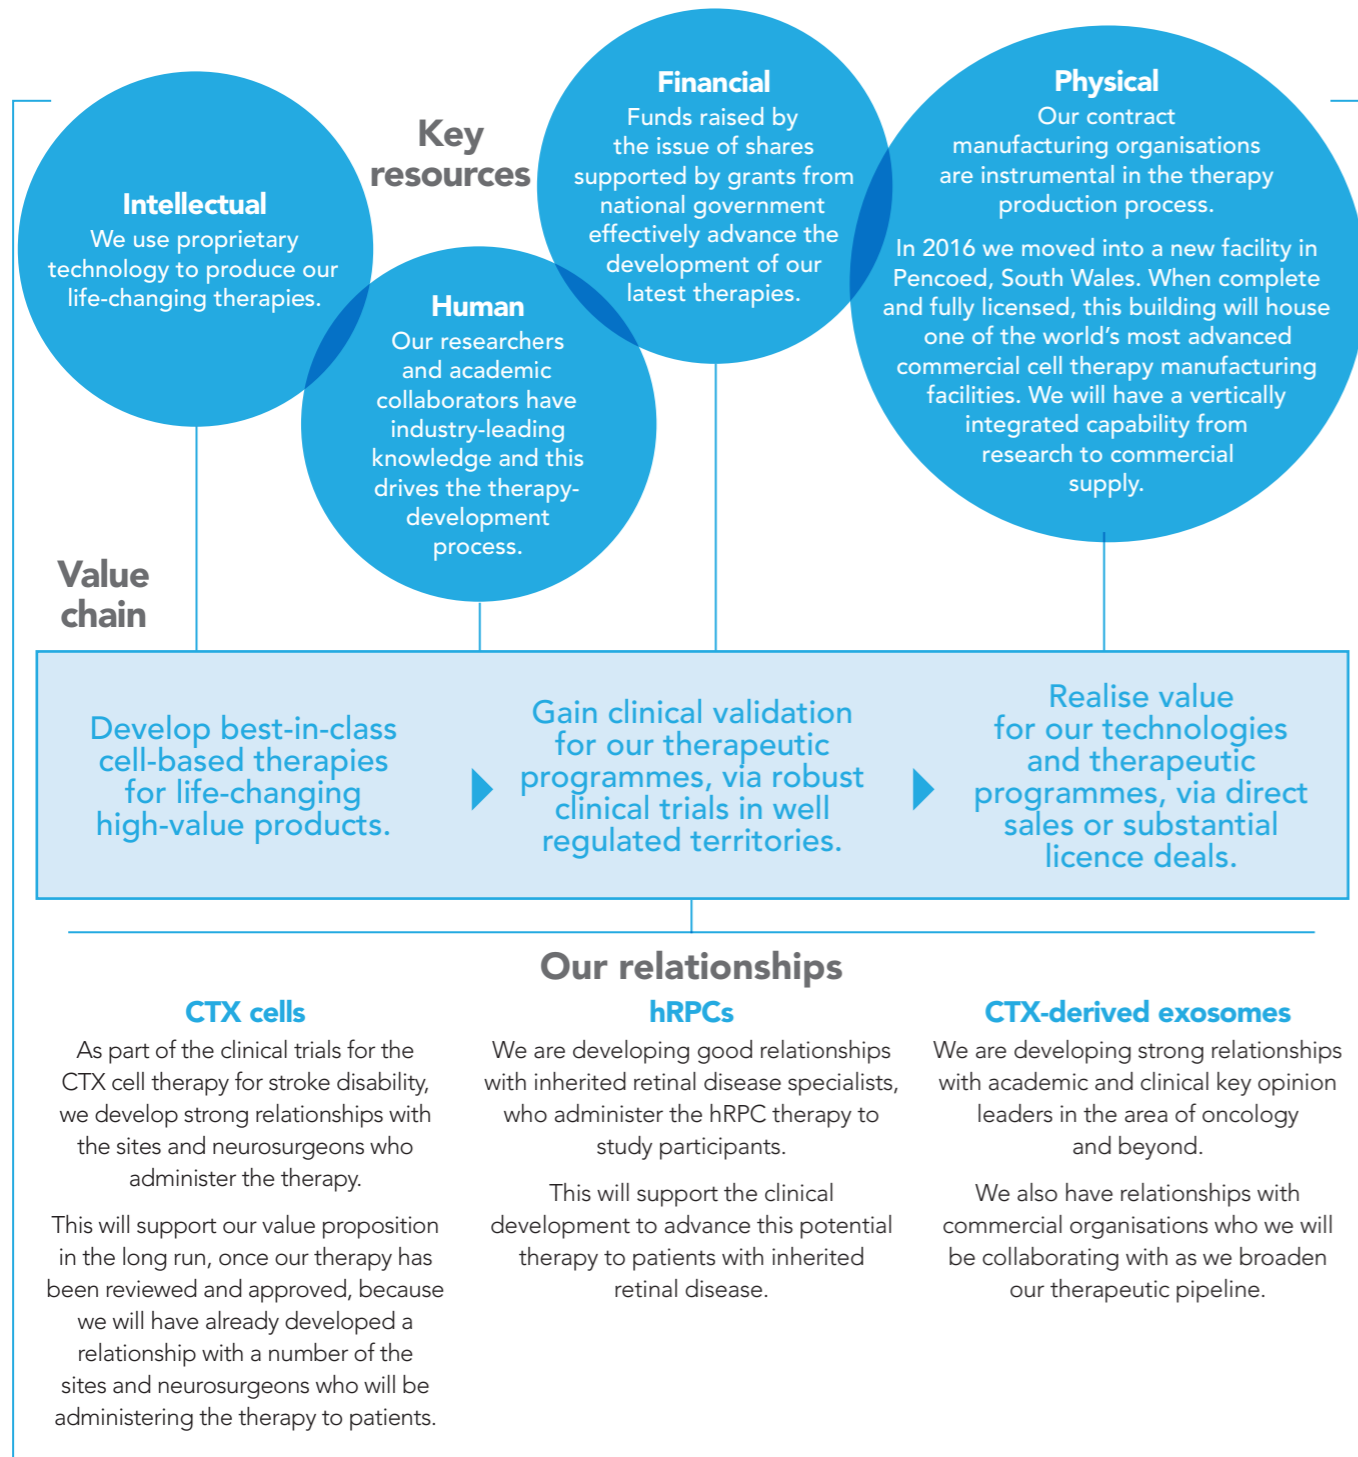 Key
resources
Intellectual
We use proprietary
technology to produce our
life-changing therapies.
Human
Our researchers
and academic
collaborators have
industry-leading
knowledge and this
drives the therapy-
development
process.
Financial
Funds raised by
the issue of shares
supported by grants from
national government
effectively advance the
development of our
latest therapies.
Physical
Our contract
manufacturing organisations
are instrumental in the therapy
production process.
In 2016 we moved into a new facility in
Pencoed, South Wales. When complete
and fully licensed, this building will house
one of the world’s most advanced
commercial cell therapy manufacturing
facilities. We will have a vertically
integrated capability from
research to commercial
supply.
Value
chain
Develop best-in-class
cell-based therapies
for life-changing
high-value products.
Gain clinical validation
for our therapeutic
programmes, via robust
clinical trials in well
regulated territories.
Realise value
for our technologies
and therapeutic
programmes, via direct
sales or substantial
licence deals.
Our relationships
CTX cells
As part of the clinical trials for the
CTX cell therapy for stroke disability,
we develop strong relationships with
the sites and neurosurgeons who
administer the therapy.
This will support our value proposition
in the long run, once our therapy has
been reviewed and approved, because
we will have already developed a
relationship with a number of the
sites and neurosurgeons who will be
administering the therapy to patients.
hRPCs
We are developing good relationships
with inherited retinal disease specialists,
who administer the hRPC therapy to
study participants.
This will support the clinical
development to advance this potential
therapy to patients with inherited
retinal disease.
CTX-derived exosomes
We are developing strong relationships
with academic and clinical key opinion
leaders in the area of oncology
and beyond.
We also have relationships with
commercial organisations who we will
be collaborating with as we broaden
our therapeutic pipeline.